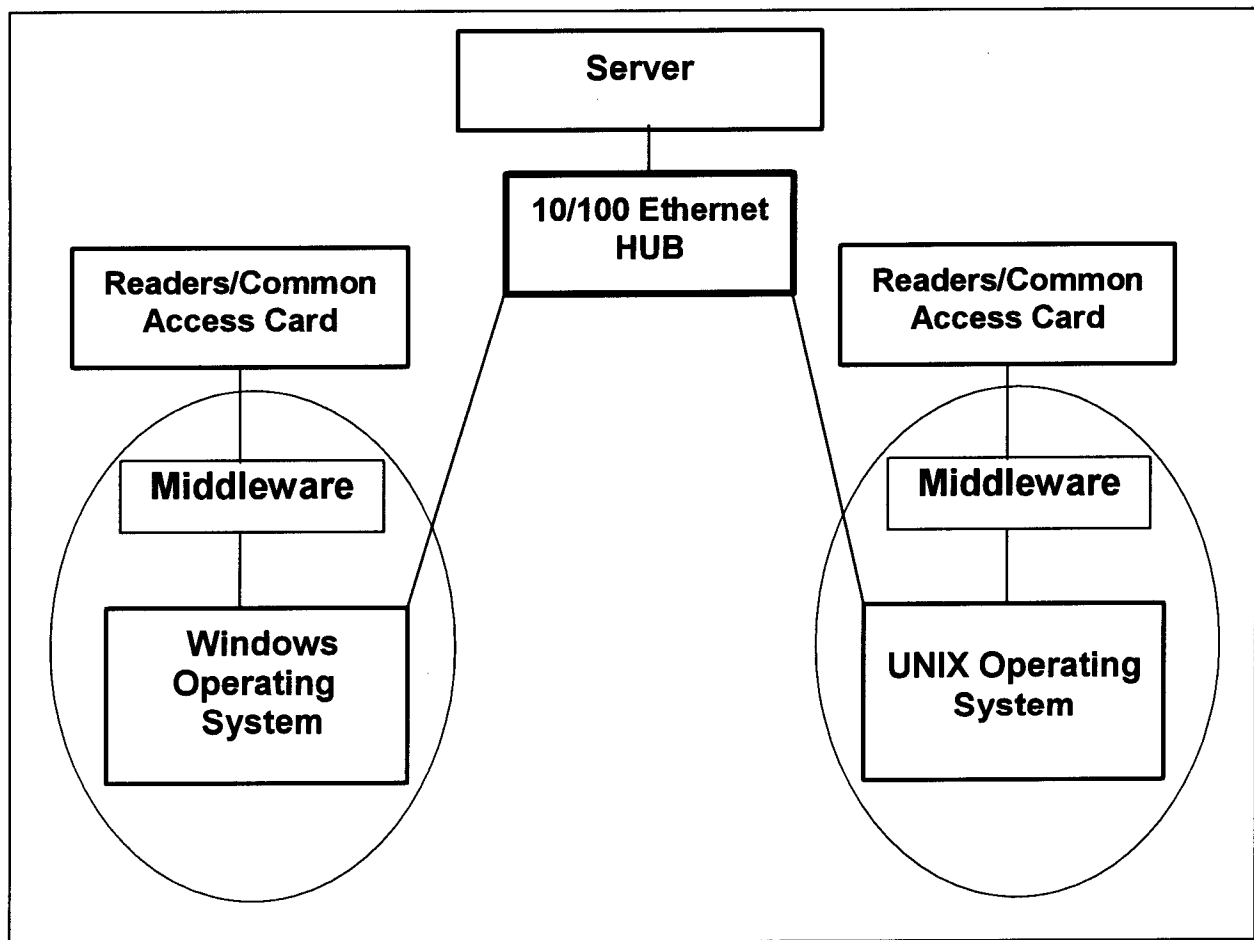 Server
10/100 Ethernet
HUB
Readers/Common
Access Card
Readers/Common
Access Card
Middleware
Middleware
Windows
Operating
System
UNIX Operating
System